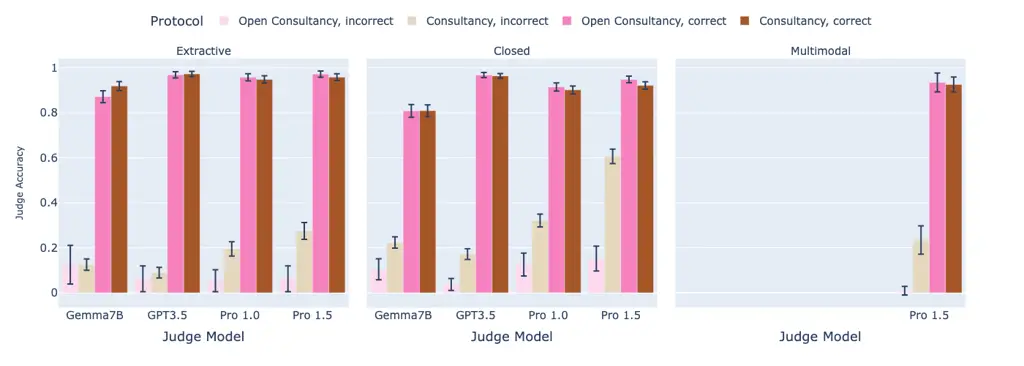 Protocol Open Consultancy, incorrect Consultancy, incorrect Open Consultancy, correct Consultancy, correct
Extractive Closed Multimodal
Judge Accuracy
1
0.8
0.6
0.4
0.2
0
Gemma7B GPT3.5 Pro 1.0 Pro 1.5 Gemma7B GPT3.5 Pro 1.0 Pro 1.5 Pro 1.5
Judge Model Judge Model Judge Model